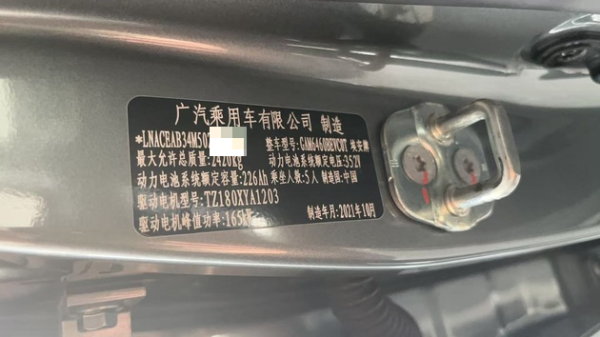 广汽乘用车有限公司 制造
*LNACEAB34M50 整车型号:GAM6460BEVC0T 埃安牌
最大允许总质量:2420kg 动力电池系统额定电压:352V
动力电池系统额定容量:226Ah 乘坐人数:5人 制造国:中国
驱动电机型号:TZ180XYA1203
驱动电机峰值功率:165kW 制造年月:2021年10月